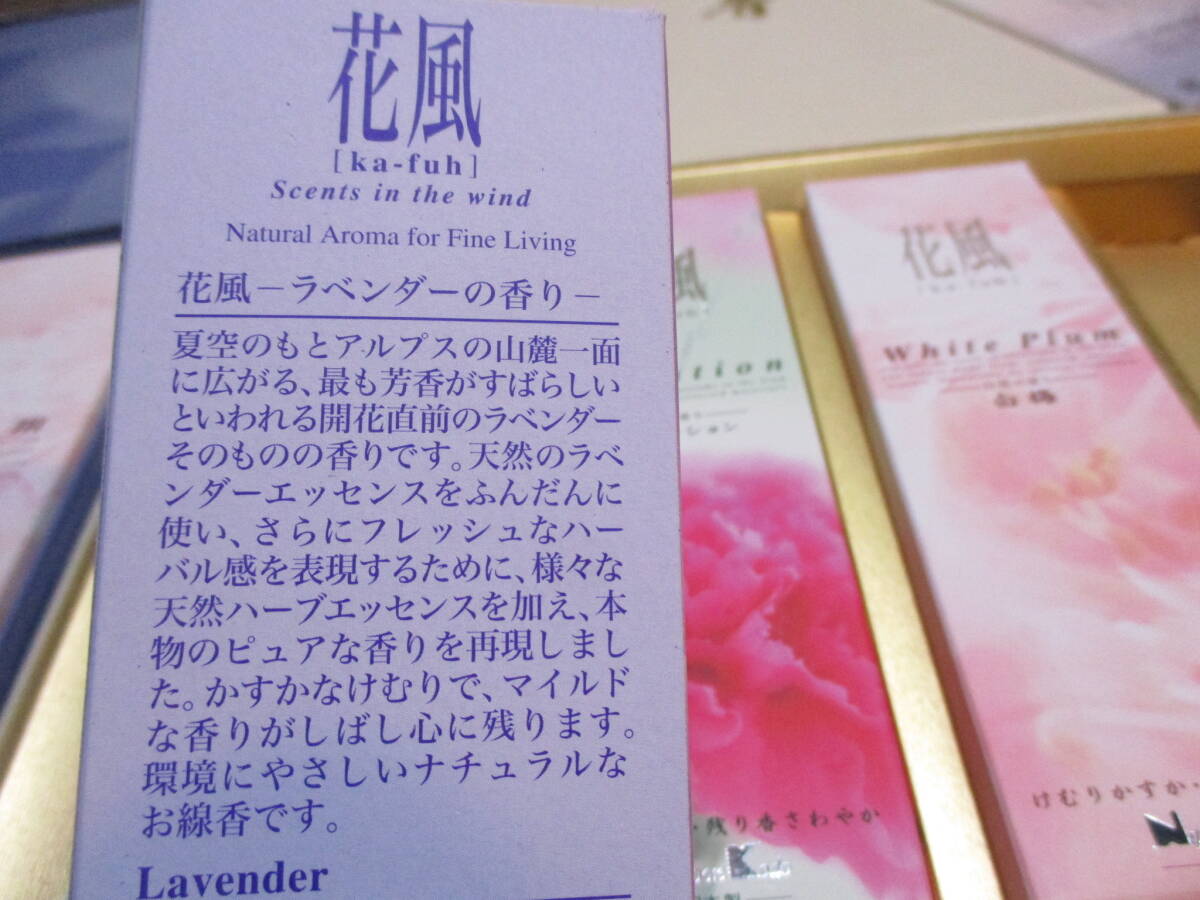 花風
[ka-fuh]
Scents in the wind
Natural Aroma for Fine Living
花風－ラベンダーの香り－
夏空のもとアルプスの山麓一面
に広がる、最も芳香がすばらしい
といわれる開花直前のラベンダー
そのものの香りです。天然のラベ
ンダーエッセンスをふんだんに
使い、さらにフレッシュなハー
バル感を表現するために、様々な
天然ハーブエッセンスを加え、本
物のピュアな香りを再現しまし
た。かすかなけむりで、マイルド
な香りがしばし心に残ります。
環境にやさしいナチュラルな
お線香です。
Lavender
風
tion
ーション
残り香さわやか
花風
[ka-fuh]
White Plum
白梅
けむりかすか